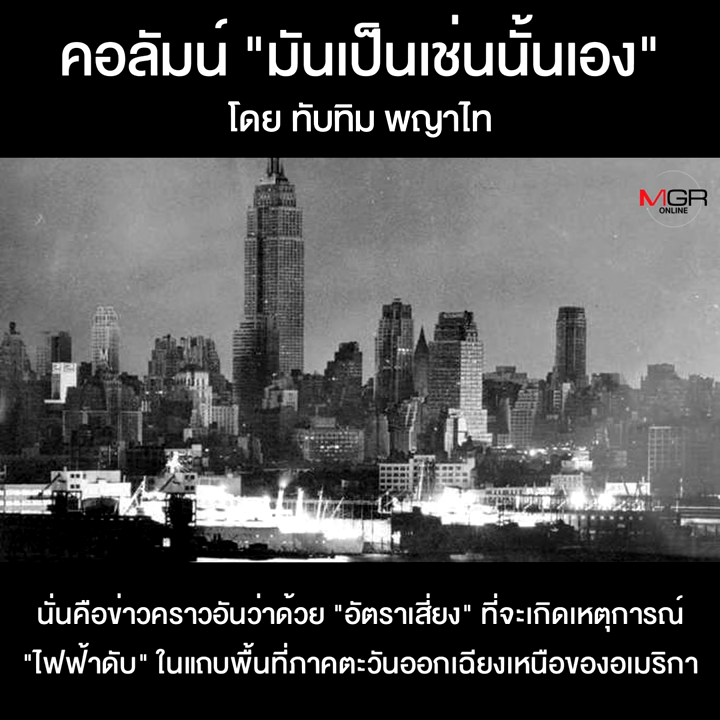 คอลัมน์ "มันเป็นเช่นนั้นเอง"
โดย ทับทิม พญาไท
MGR
ONLINE
นั่นคือข่าวคราวอันว่าด้วย "อัตราเสี่ยง" ที่จะเกิดเหตุการณ์
"ไฟฟ้าดับ" ในแถบพื้นที่ภาคตะวันออกเฉียงเหนือของอเมริกา